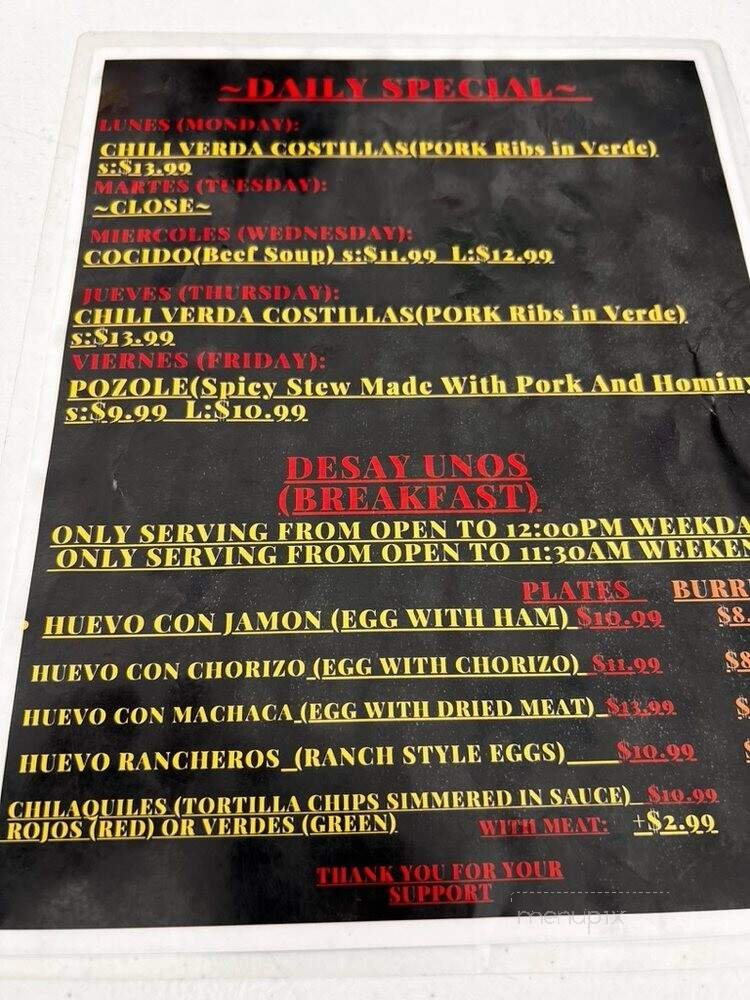 ~DAILY SPECIAL~
LUNES (MONDAY):
CHILI VERDA COSTILLAS(PORK Ribs in Verde)
s:$13.99
MARTES (TUESDAY):
~CLOSE~
MIERCOLES (WEDNESDAY):
COCIDO(Beef Soup) s:$11.99 L:$12.99
JUEVES (THURSDAY):
CHILI VERDA COSTILLAS(PORK Ribs in Verde)
s:$13.99
VIERNES (FRIDAY):
POZOLE(Spicy Stew Made With Pork And Hominy
s:$9.99 L:$10.99
DESAY UNOS
(BREAKFAST)
ONLY SERVING FROM OPEN TO 12:00PM WEEKDA
ONLY SERVING FROM OPEN TO 11:30AM WEEKEN
PLATES BURR
HUEVO CON JAMON (EGG WITH HAM) $10.99 $8.
HUEVO CON CHORIZO (EGG WITH CHORIZO) $11.99 $8
HUEVO CON MACHACA (EGG WITH DRIED MEAT) $13.99 $
HUEVO RANCHEROS (RANCH STYLE EGGS) $10.99
CHILAQUILES (TORTILLA CHIPS SIMMERED IN SAUCE) $10.99
ROJOS (RED) OR VERDES (GREEN) WITH MEAT: +$2.99
THANK YOU FOR YOUR
SUPPORT
menupix